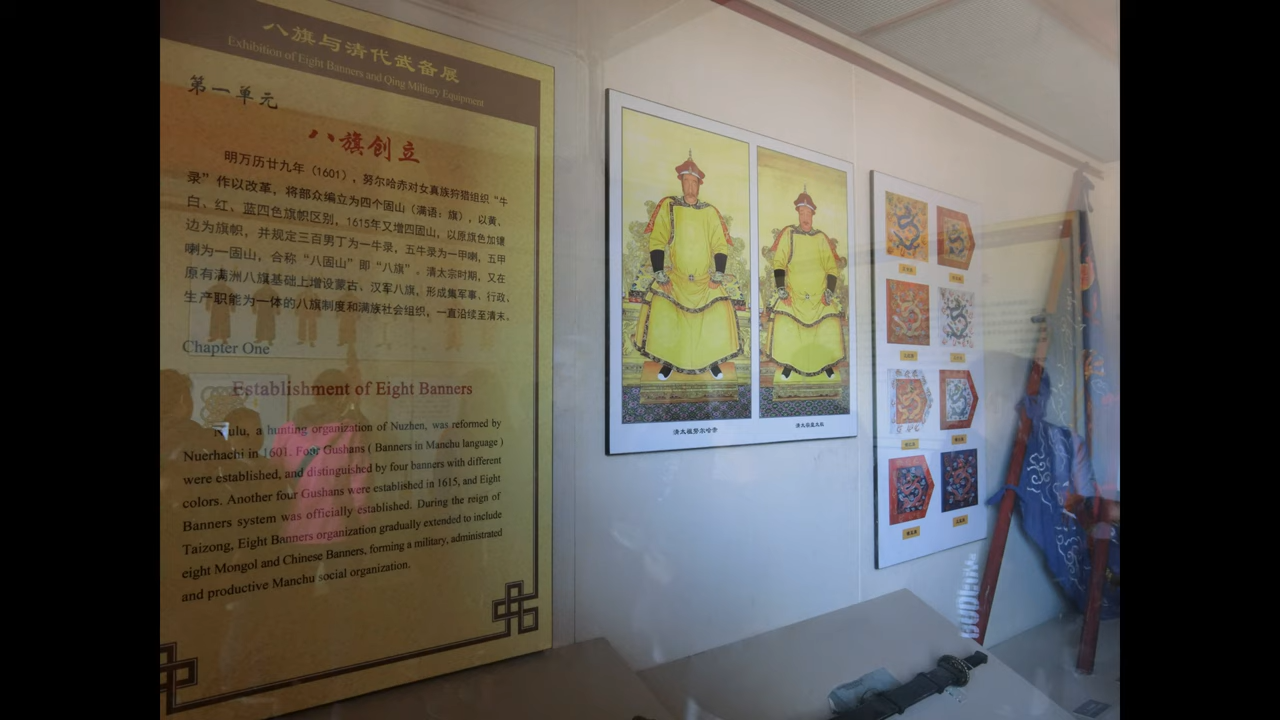 八旗与清代武备展
Exhibition of Eight Banners and Qing Military Equipment
第一单元
八旗创立
明万历廿九年（1601），努尔哈赤对女真族狩猎组织“牛
录”作以改革，将部众编立为四个固山（满语：旗），以黄、
白、红、蓝四色旗帜区别，1615年又增四固山，以原旗色加镶
边为旗帜，并规定三百男丁为一牛录，五牛录为一甲喇，五甲
喇为一固山，合称“八固山”即“八旗”。清太宗时期，又在
原有满洲八旗基础上增设蒙古、汉军八旗，形成集军事、行政、
生产职能为一体的八旗制度和满族社会组织，一直沿续至清末。
Chapter One
Establishment of Eight Banners
Niulu, a hunting organization of Nuzhen, was reformed by
Nuerhachi in 1601. Four Gushans ( Banners in Manchu language )
were established, and distinguished by four banners with different
colors. Another four Gushans were established in 1615, and Eight
Banners system was officially established. During the reign of
Taizong, Eight Banners organization gradually extended to include
eight Mongol and Chinese Banners, forming a military, administrated
and productive Manchu social organization.
清太祖努尔哈赤
清太宗皇太极